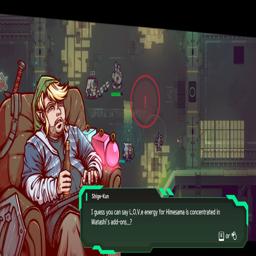 Shige-Kun
I guess you can say L.O.V.e energy for Himesama is concentrated in
Watashi's add-ons...?
or